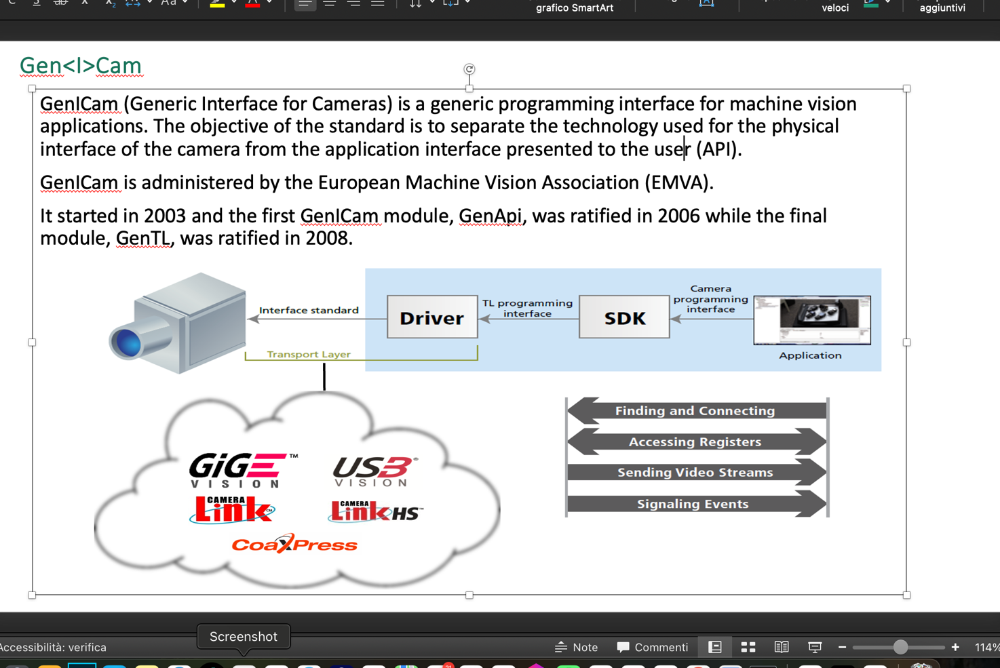 Aa
grafico SmartArt
veloci
aggiuntivi
Gen<I>Cam
GenICam (Generic Interface for Cameras) is a generic programming interface for machine vision
applications. The objective of the standard is to separate the technology used for the physical
interface of the camera from the application interface presented to the user (API).
GenICam is administered by the European Machine Vision Association (EMVA).
It started in 2003 and the first GenICam module, GenApi, was ratified in 2006 while the final
module, GenTL, was ratified in 2008.
Interface standard
Driver
TL programming
interface
SDK
Camera
programming
interface
Application
Transport Layer
GiGE™
VISION
USB
VISION
CAMERA
Link
CAMERA
Link HS™
CoaXPress
Finding and Connecting
Accessing Registers
Sending Video Streams
Signaling Events
Screenshot
Accessibilità: verifica
Note
Commenti
114%